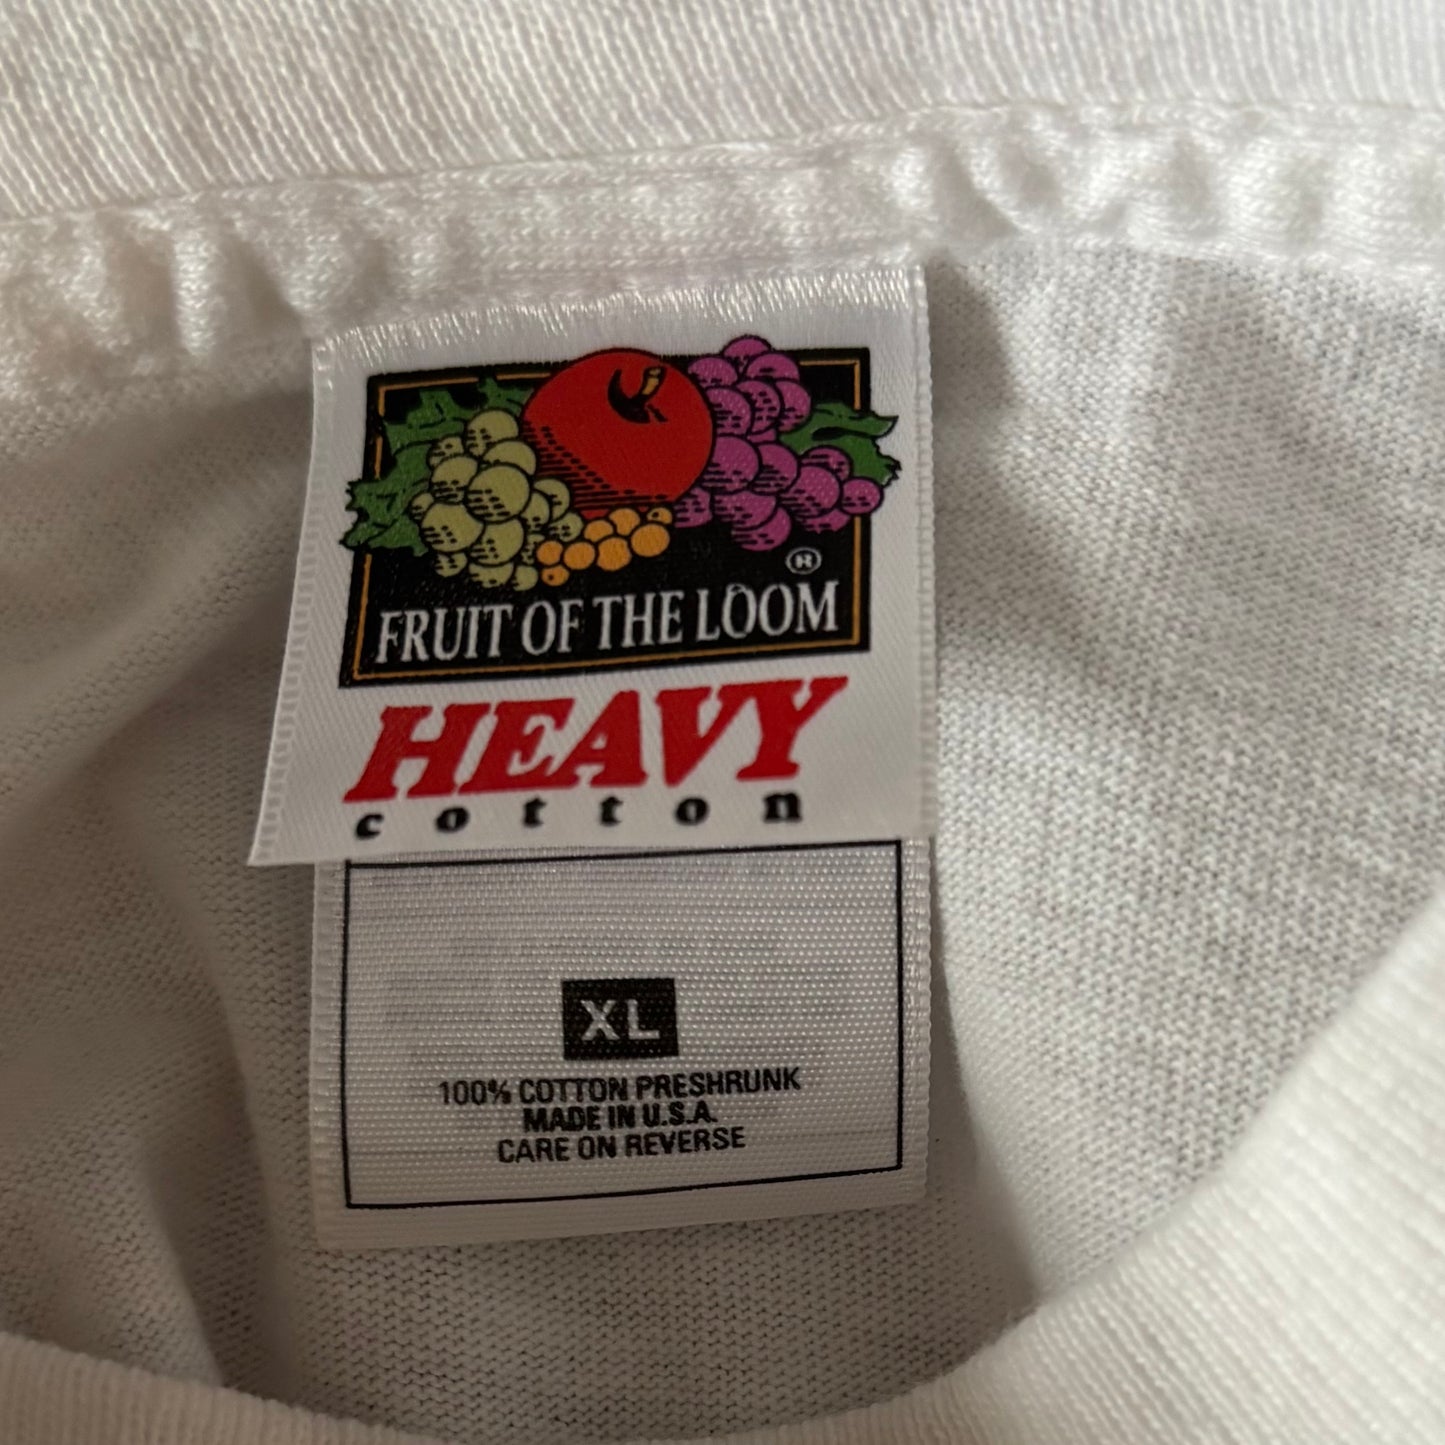 ®
FRUIT OF THE LOOM
HEAVY
cotton
XL
100% COTTON PRESHRUNK
MADE IN U.S.A.
CARE ON REVERSE